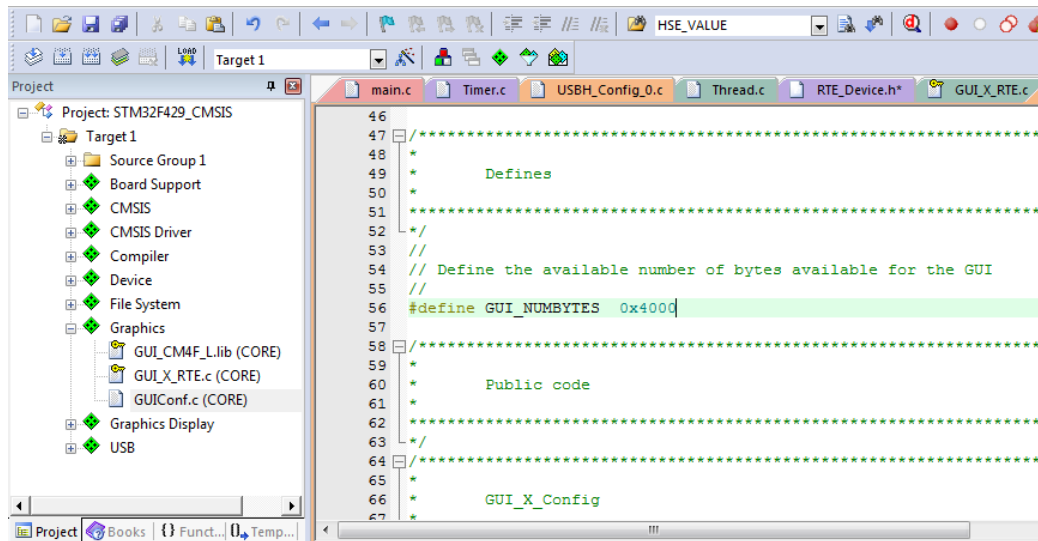 HSE_VALUE
LOAD
Target 1
Project
main.c Timer.c USBH_Config_0.c Thread.c RTE_Device.h* GUI_X_RTE.c
Project: STM32F429_CMSIS
Target 1
Source Group 1
Board Support
CMSIS
CMSIS Driver
Compiler
Device
File System
Graphics
GUI_CM4F_L.lib (CORE)
GUI_X_RTE.c (CORE)
GUIConf.c (CORE)
Graphics Display
USB
Project Books {} Funct... 0 Temp...
46
47 /*****************************************************************
48 *
49 * Defines
50 *
51 ******************************************************************
52 */
53 //
54 // Define the available number of bytes available for the GUI
55 //
56 #define GUI_NUMBYTES 0x4000
57
58 /*****************************************************************
59 *
60 * Public code
61 *
62 ******************************************************************
63 */
64 /*****************************************************************
65 *
66 * GUI_X_Config
67 *